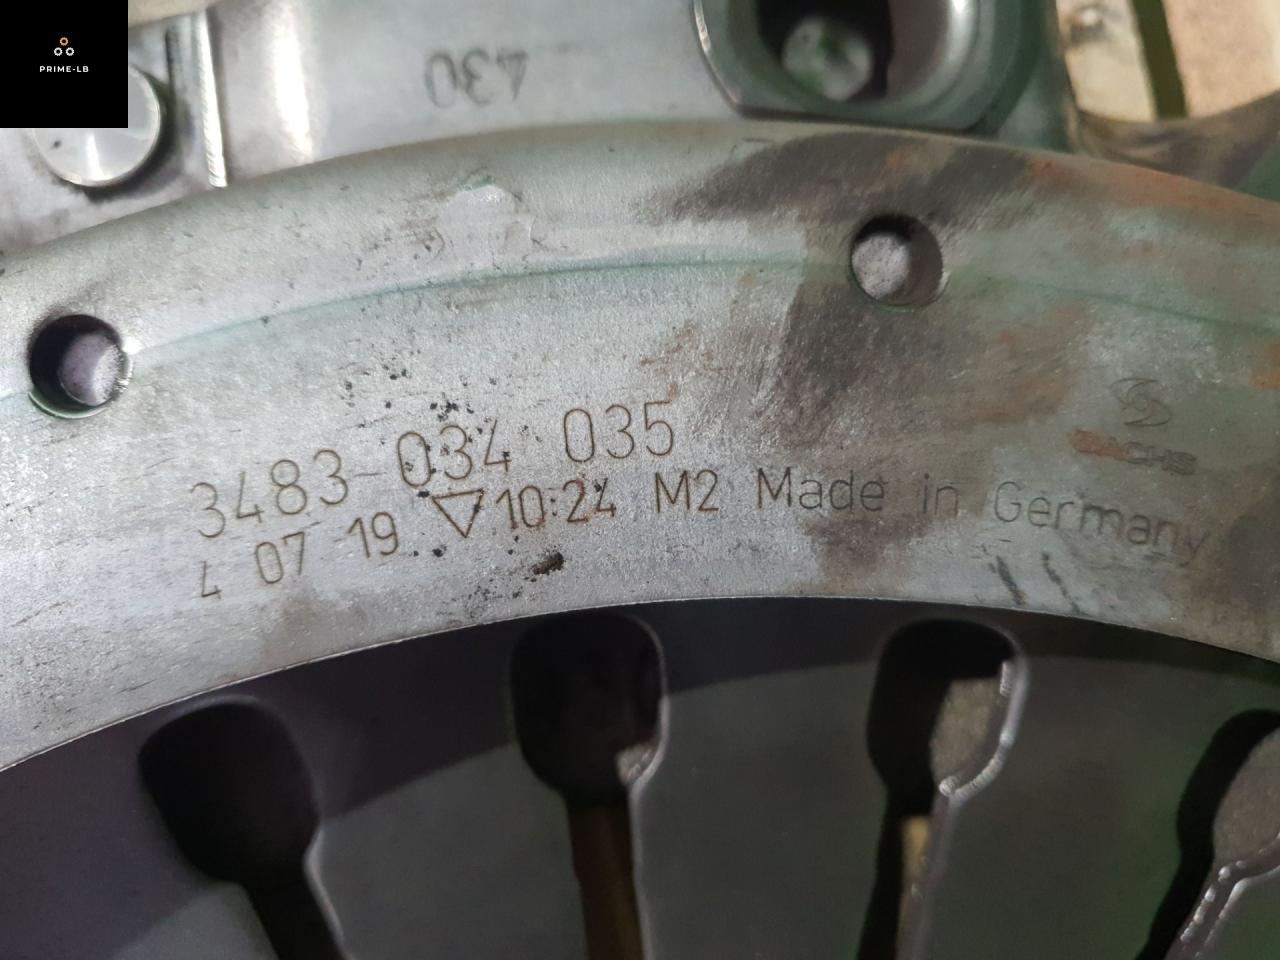 PRIME-LB
430
3483-034 035
4 07 19 ▽10:24 M2 Made in Germany
SACHS